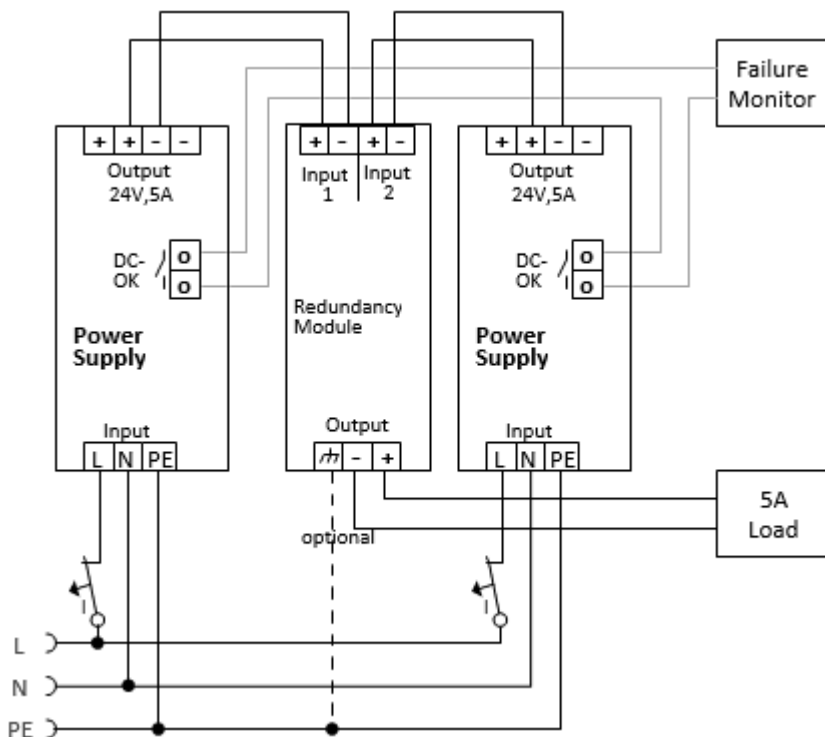 Failure
Monitor
+ + - -
Output
24V,5A
DC-
OK
O
O
Power
Supply
Input
L N PE
+ - + -
Input
1
Input
2
Redundancy
Module
Output
- +
optional
+ + - -
Output
24V,5A
DC-
OK
O
O
Power
Supply
Input
L N PE
5A
Load
I
I
L
N
PE